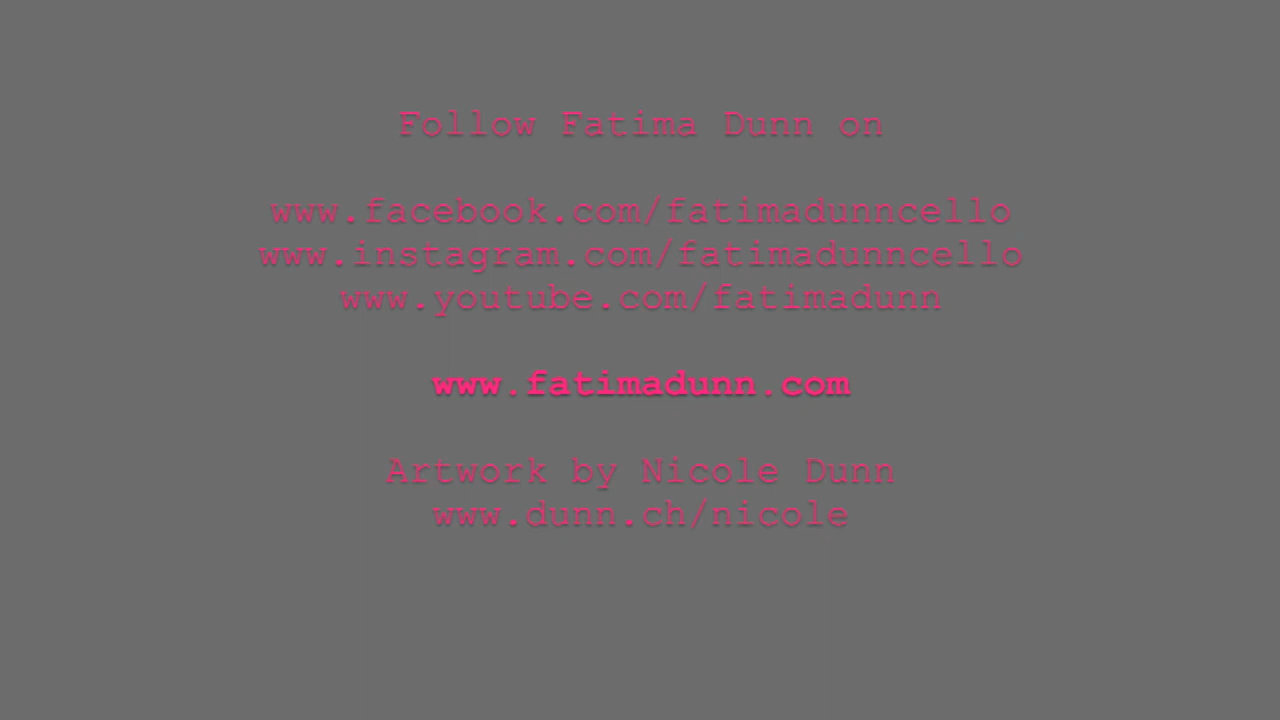 Follow Fatima Dunn on
www.facebook.com/fatimadunncello
www.instagram.com/fatimadunncello
www.youtube.com/fatimadunn
www.fatimadunn.com
Artwork by Nicole Dunn
www.dunn.ch/nicole